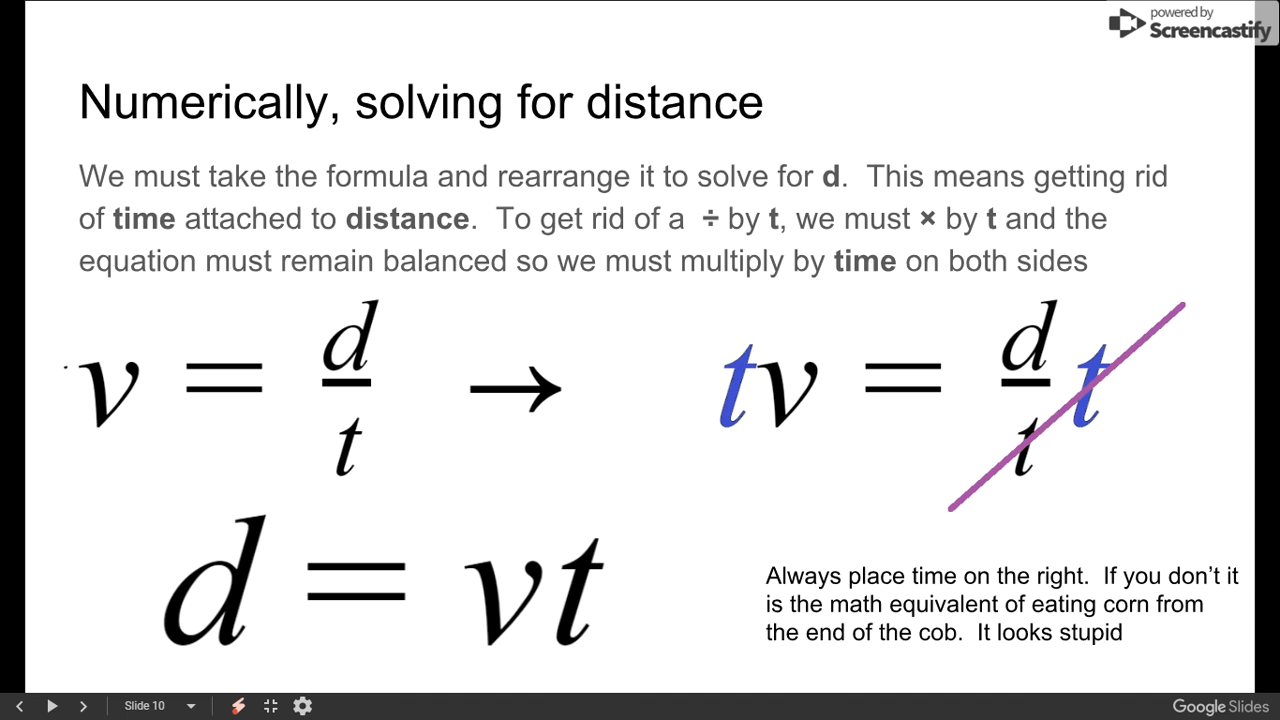 powered by
Screencastify
Numerically, solving for distance
We must take the formula and rearrange it to solve for d.  This means getting rid
of time attached to distance.  To get rid of a  ÷ by t, we must × by t and the
equation must remain balanced so we must multiply by time on both sides
v = d/t → tv = d/t t
d = vt
Always place time on the right.  If you don't it
is the math equivalent of eating corn from
the end of the cob.  It looks stupid
Slide 10
Google Slides